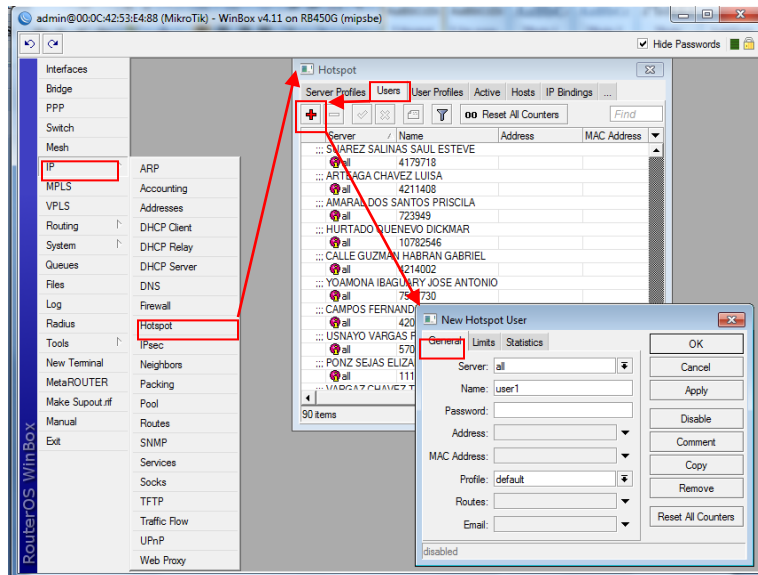 admin@00:0C:42:53:E4:88 (MikroTik) - WinBox v4.11 on RB450G (mipsbe)
Hide Passwords
Interfaces
Bridge
PPP
Switch
Mesh
IP
MPLS
VPLS
Routing
System
Queues
Files
Log
Radius
Tools
New Terminal
MetaROUTER
Make Supout.rif
Manual
Exit
RouterOS WinBox
ARP
Accounting
Addresses
DHCP Client
DHCP Relay
DHCP Server
DNS
Firewall
Hotspot
IPsec
Neighbors
Packing
Pool
Routes
SNMP
Services
Socks
TFTP
Traffic Flow
UPnP
Web Proxy
Hotspot
Server Profiles Users User Profiles Active Hosts IP Bindings ...
00 Reset All Counters Find
Server Name Address MAC Address
;;; SUAREZ SALINAS SAUL ESTEVE
all 4179718
;;; ARTEAGA CHAVEZ LUISA
all 4211408
;;; AMARAL DOS SANTOS PRISCILA
all 723949
;;; HURTADO QUENEVO DICKMAR
all 10782546
;;; CALLE GUZMAN HABRAN GABRIEL
all 4214002
;;; YOAMONA IBAGUARY JOSE ANTONIO
all
;;; CAMPOS FERNAND
all 420
;;; USNAYO VARGAS F
all 570
;;; PONZ SEJAS ELIZA
all 111
;;; VARGAZ CHAVEZ T
90 items
New Hotspot User
General Limits Statistics
Server: all
Name: user1
Password:
Address:
MAC Address:
Profile: default
Routes:
Email:
OK
Cancel
Apply
Disable
Comment
Copy
Remove
Reset All Counters
disabled